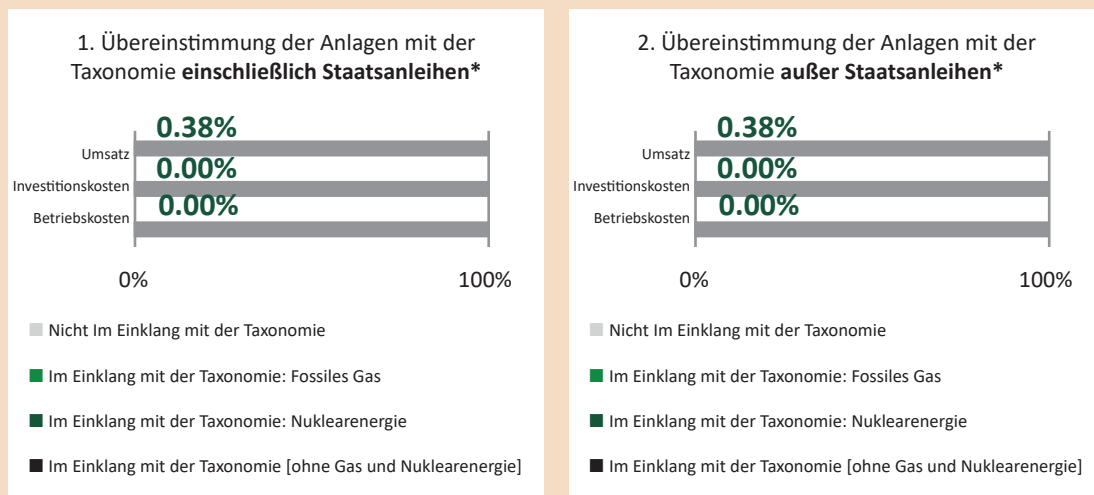 1. Übereinstimmung der Anlagen mit der
Taxonomie einschließlich Staatsanleihen*
0.38%
Umsatz
0.00%
Investitionskosten
0.00%
Betriebskosten
0%
100%
Nicht Im Einklang mit der Taxonomie
Im Einklang mit der Taxonomie: Fossiles Gas
Im Einklang mit der Taxonomie: Nuklearenergie
Im Einklang mit der Taxonomie [ohne Gas und Nuklearenergie]
2. Übereinstimmung der Anlagen mit der
Taxonomie außer Staatsanleihen*
0.38%
Umsatz
0.00%
Investitionskosten
0.00%
Betriebskosten
0%
100%
Nicht Im Einklang mit der Taxonomie
Im Einklang mit der Taxonomie: Fossiles Gas
Im Einklang mit der Taxonomie: Nuklearenergie
Im Einklang mit der Taxonomie [ohne Gas und Nuklearenergie]